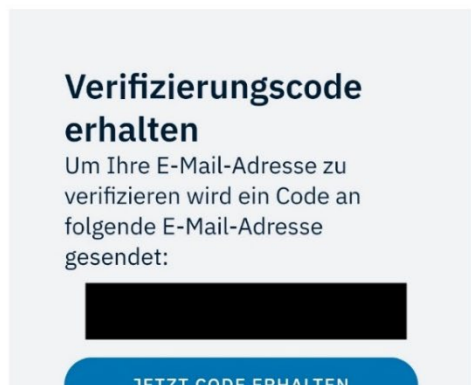 Verifizierungscode
erhalten
Um Ihre E-Mail-Adresse zu
verifizieren wird ein Code an
folgende E-Mail-Adresse
gesendet:
JETZT CODE ERHALTEN